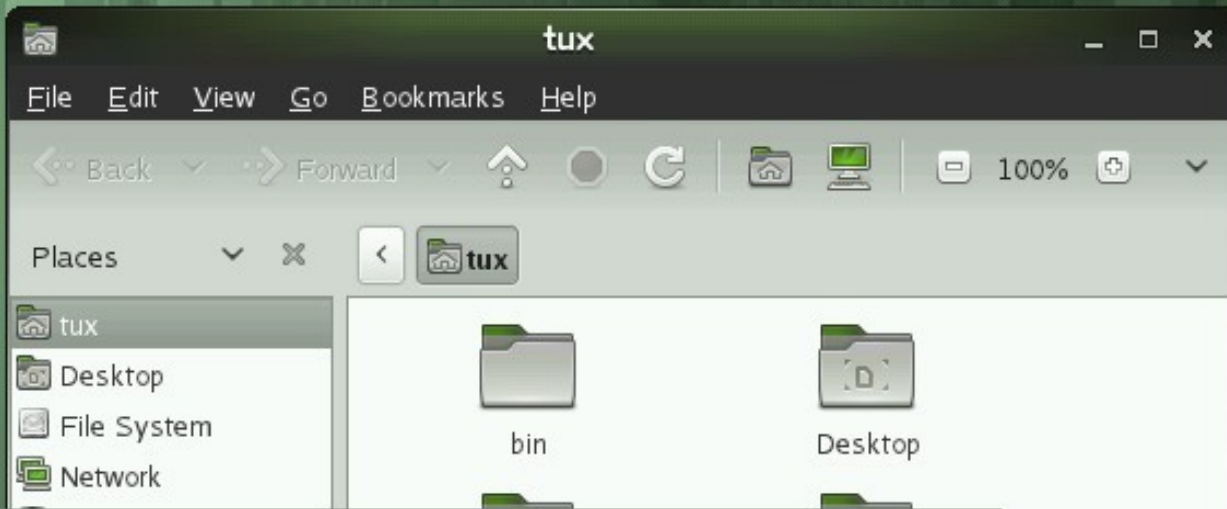 tux
File Edit View Go Bookmarks Help
Back Forward 100%
Places tux
tux
Desktop
File System
Network
bin Desktop